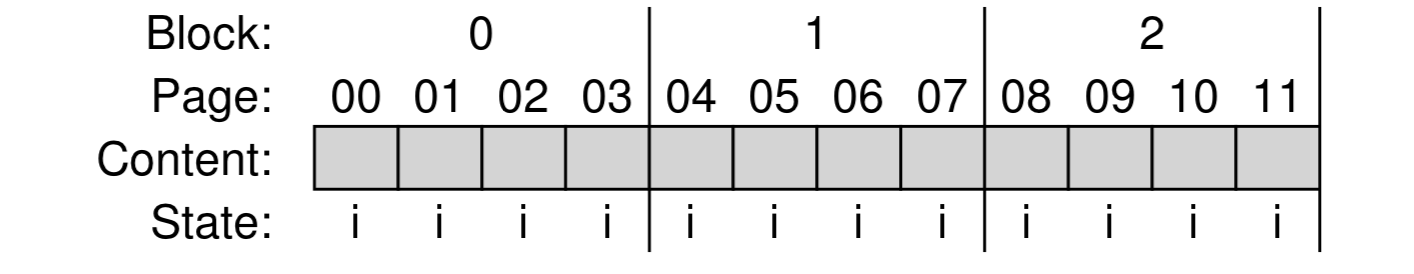 Block: 0 1 2
Page: 00 01 02 03 04 05 06 07 08 09 10 11
Content:
State: i i i i i i i i i i i i